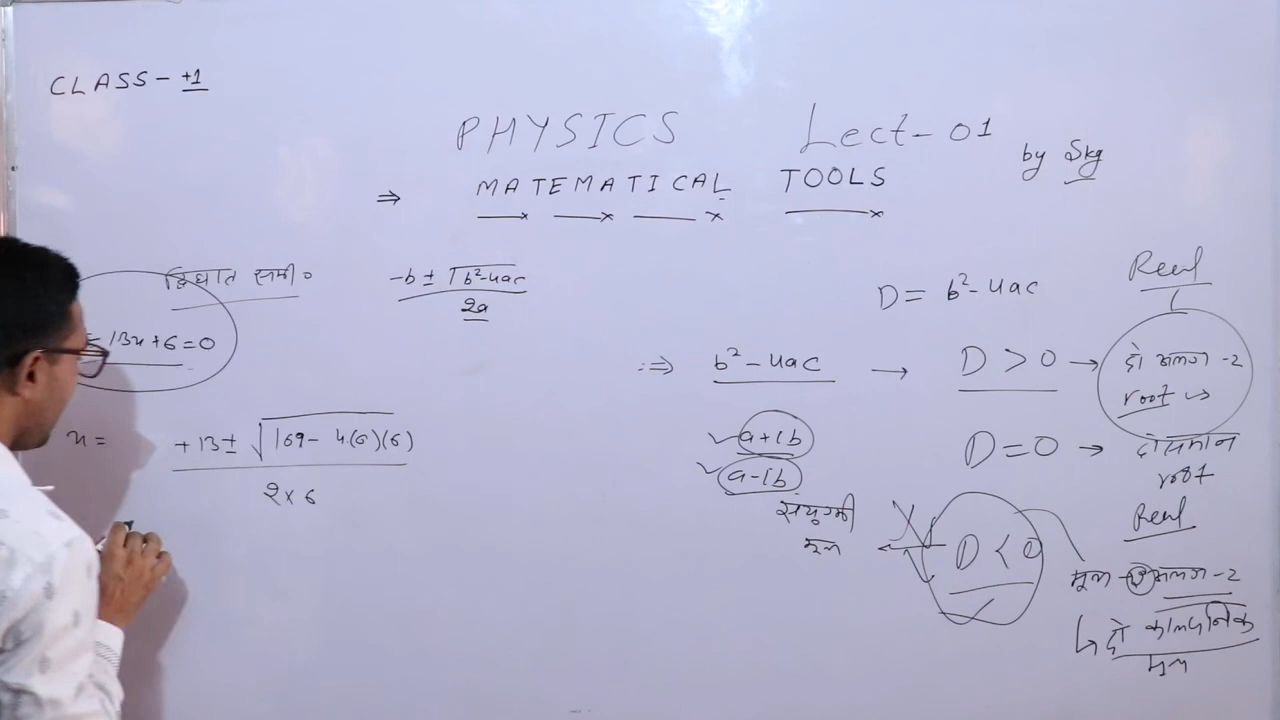 CLASS- +1
PHYSICS Lect-01
by Skg
⇒ MATEMATICAL TOOLS
द्विघात समी०
-b ± √b²-4ac
2a
- 13x+6=0
x = +13± √169- 4(6)(6)
2×6
D = b²-4ac
Real
⇒ b²-4ac → D > 0 → दो अलग -2
root
a+ib
a-ib
संयुग्मी
मूल
D=0 → दो समान
root
Real
D < 0
मूल अलग -2
↳ दो काल्पनिक
मूल